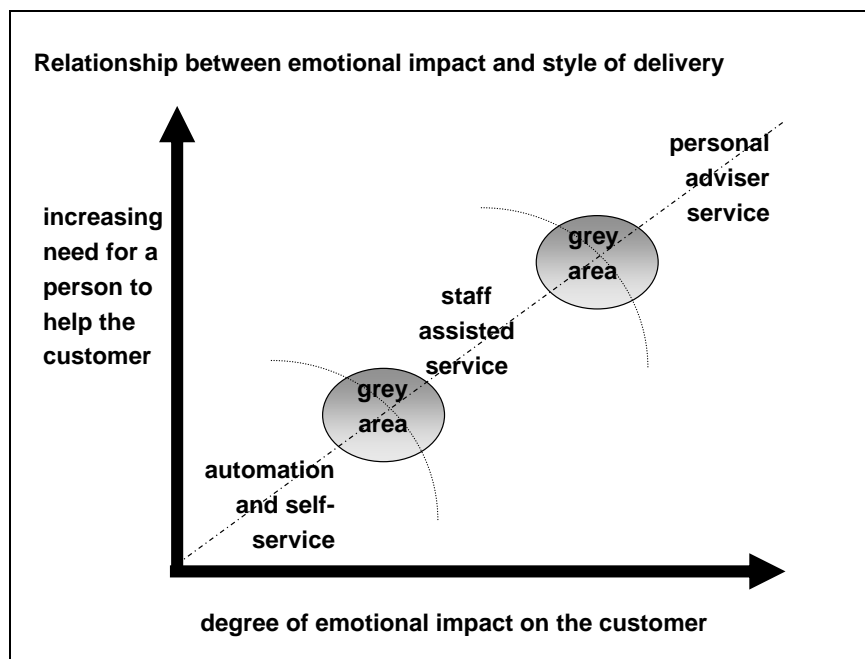 Relationship between emotional impact and style of delivery
personal
adviser
service
increasing
need for a
person to
help the
customer
grey
area
staff
assisted
service
grey
area
automation
and self-
service
degree of emotional impact on the customer